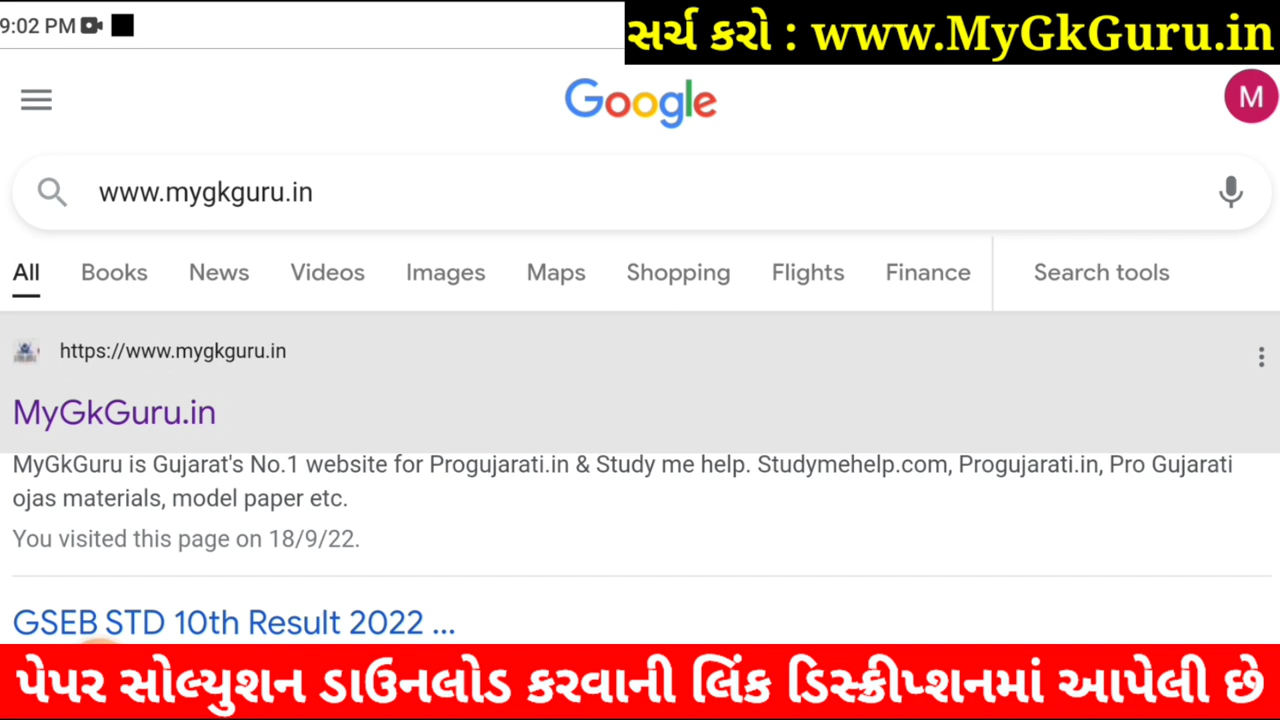 9:02 PM
સર્ચ કરો : www.MyGkGuru.in
Google
M
www.mygkguru.in
All Books News Videos Images Maps Shopping Flights Finance Search tools
https://www.mygkguru.in
MyGkGuru.in
MyGkGuru is Gujarat's No.1 website for Progujarati.in & Study me help. Studymehelp.com, Progujarati.in, Pro Gujarati
ojas materials, model paper etc.
You visited this page on 18/9/22.
GSEB STD 10th Result 2022 ...
પેપર સોલ્યુશન ડાઉનલોડ કરવાની લિંક ડિસ્ક્રીપ્શનમાં આપેલી છે